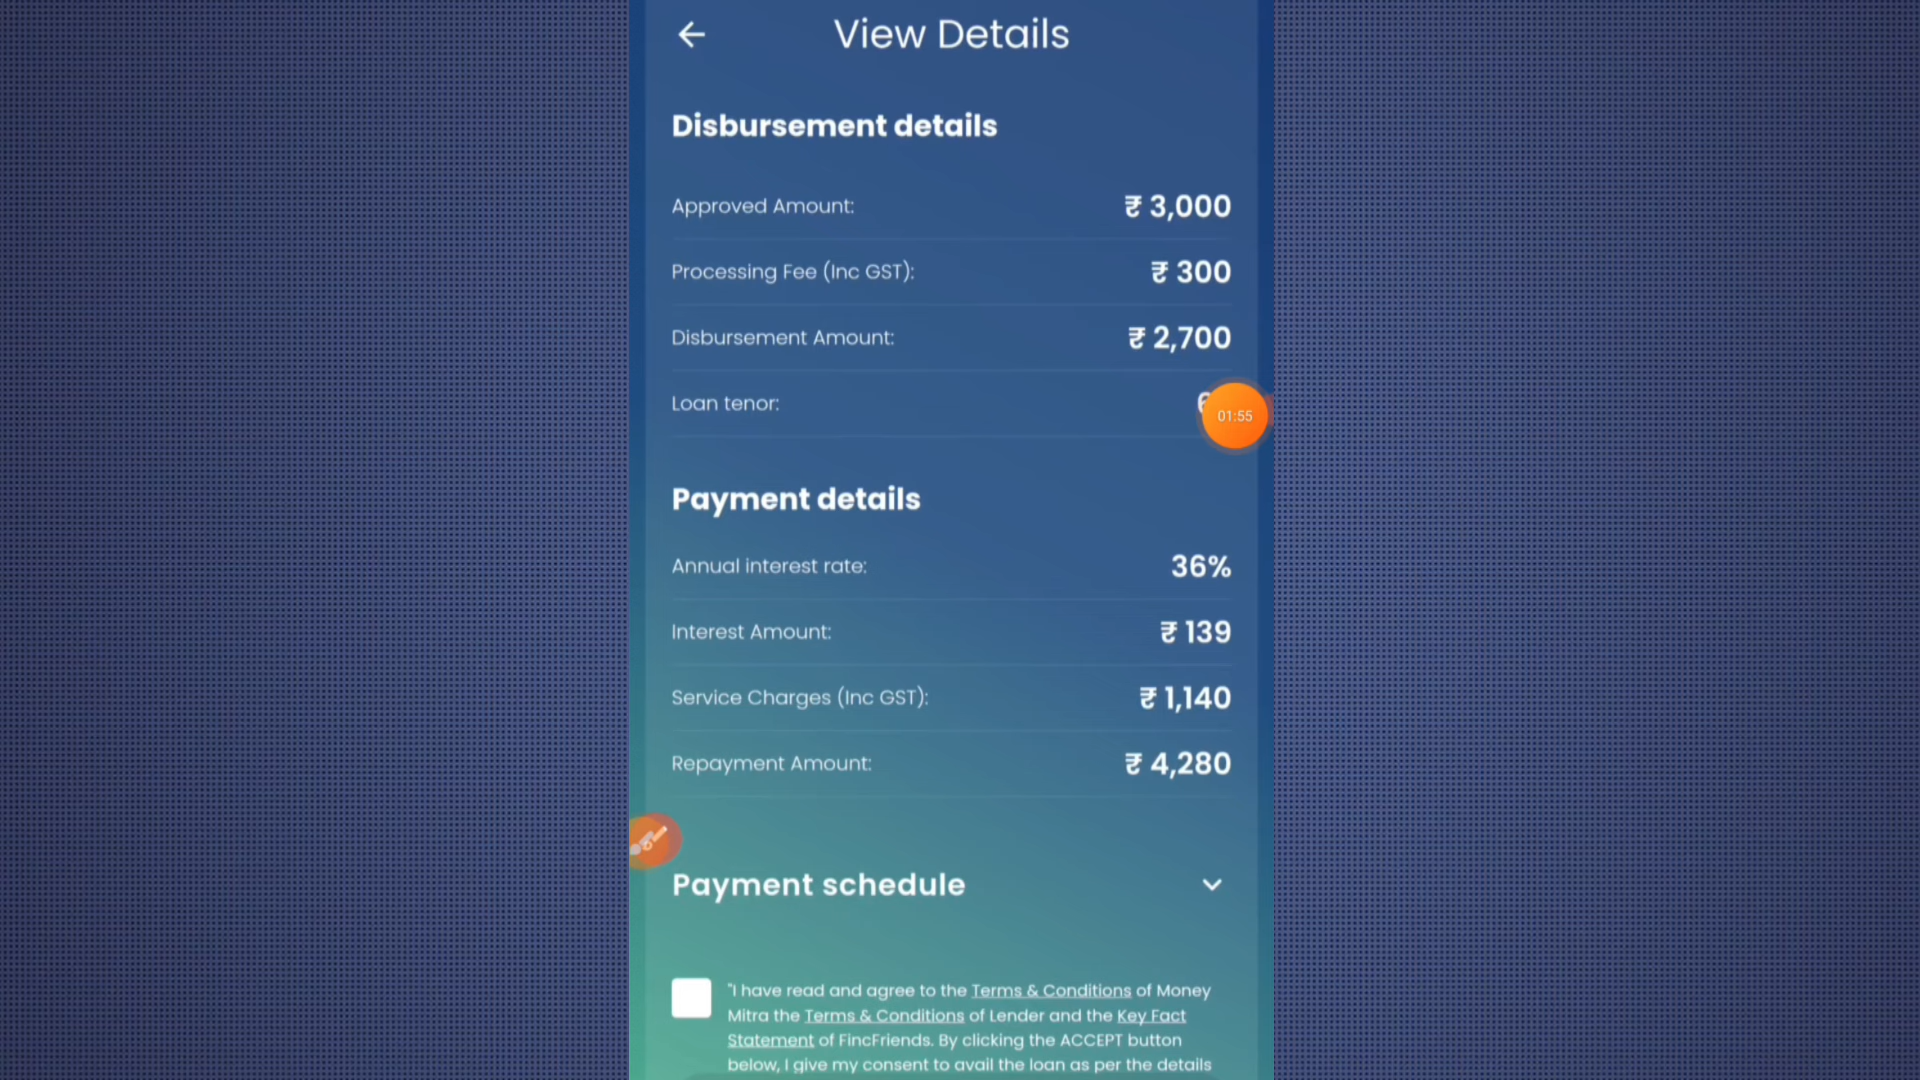 View Details
Disbursement details
Approved Amount: ₹ 3,000
Processing Fee (Inc GST): ₹ 300
Disbursement Amount: ₹ 2,700
Loan tenor:
01:55
Payment details
Annual interest rate: 36%
Interest Amount: ₹ 139
Service Charges (Inc GST): ₹ 1,140
Repayment Amount: ₹ 4,280
Payment schedule
"I have read and agree to the Terms & Conditions of Money
Mitra the Terms & Conditions of Lender and the Key Fact
Statement of FincFriends. By clicking the ACCEPT button
below, I give my consent to avail the loan as per the details